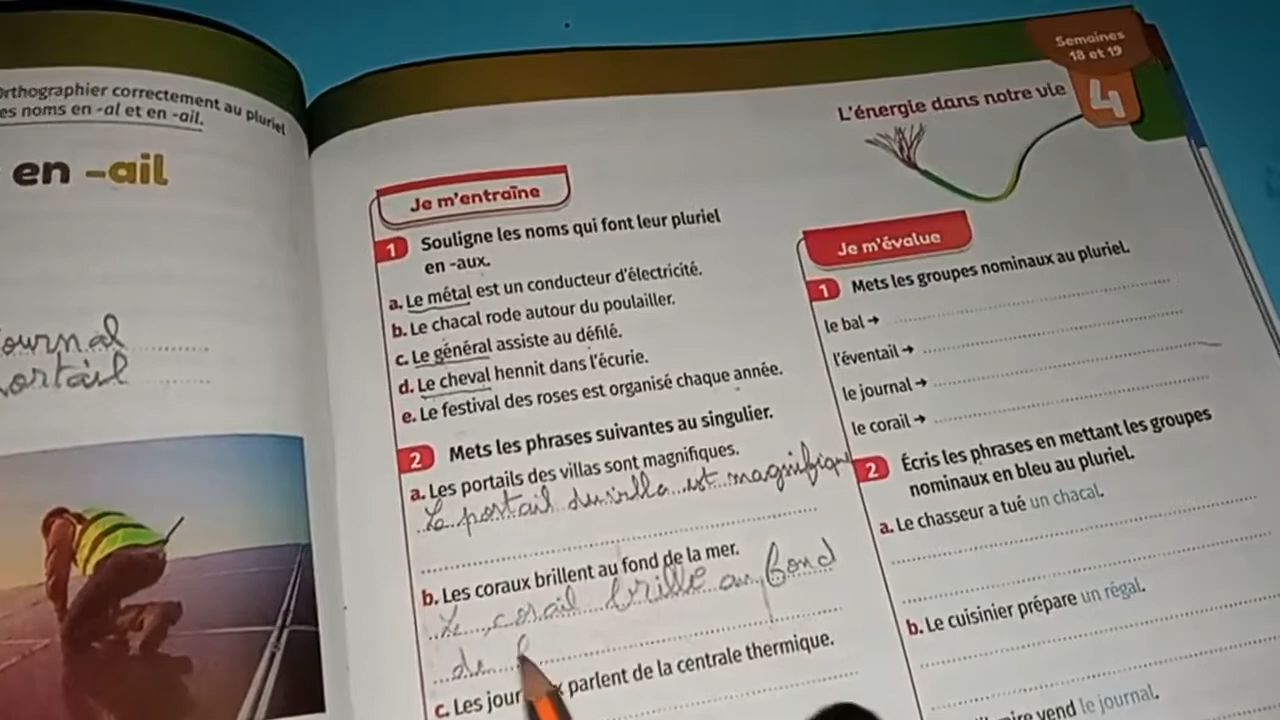 Orthographier correctement au pluriel
es noms en -al et en -ail.
en -ail
ournal
ortail
Semaines
18 et 19
4
L'énergie dans notre vie
Je m'entraîne
1 Souligne les noms qui font leur pluriel
en -aux.
a. Le métal est un conducteur d'électricité.
b. Le chacal rode autour du poulailler.
c. Le général assiste au défilé.
d. Le cheval hennit dans l'écurie.
e. Le festival des roses est organisé chaque année.
2 Mets les phrases suivantes au singulier.
a. Les portails des villas sont magnifiques.
Le portail du villa est magnifique
b. Les coraux brillent au fond de la mer.
Le corail brille au fond
de l
c. Les jour x parlent de la centrale thermique.
Je m'évalue
1 Mets les groupes nominaux au pluriel.
le bal →
l'éventail →
le journal →
le corail →
2 Écris les phrases en mettant les groupes
nominaux en bleu au pluriel.
a. Le chasseur a tué un chacal.
b. Le cuisinier prépare un régal.
vend le journal.